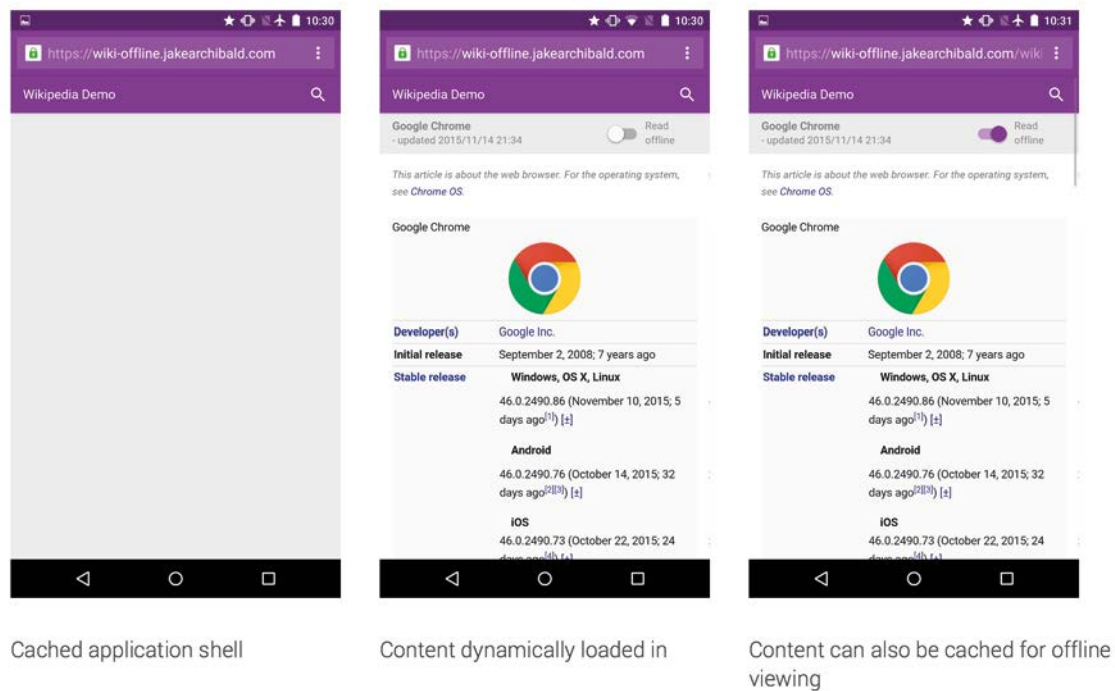 10:30
https://wiki-offline.jakearchibald.com
Wikipedia Demo
Cached application shell
10:30
https://wiki-offline.jakearchibald.com
Wikipedia Demo
Google Chrome
- updated 2015/11/14 21:34
Read
offline
This article is about the web browser. For the operating system,
see Chrome OS.
Google Chrome
Developer(s) Google Inc.
Initial release September 2, 2008; 7 years ago
Stable release Windows, OS X, Linux
46.0.2490.86 (November 10, 2015; 5
days ago[1]) [±]
Android
46.0.2490.76 (October 14, 2015; 32
days ago[2][3]) [±]
iOS
46.0.2490.73 (October 22, 2015; 24
days ago[4]) [±]
Content dynamically loaded in
10:31
https://wiki-offline.jakearchibald.com/wiki
Wikipedia Demo
Google Chrome
- updated 2015/11/14 21:34
Read
offline
This article is about the web browser. For the operating system,
see Chrome OS.
Google Chrome
Developer(s) Google Inc.
Initial release September 2, 2008; 7 years ago
Stable release Windows, OS X, Linux
46.0.2490.86 (November 10, 2015; 5
days ago[1]) [±]
Android
46.0.2490.76 (October 14, 2015; 32
days ago[2][3]) [±]
iOS
46.0.2490.73 (October 22, 2015; 24
days ago[4]) [±]
Content can also be cached for offline
viewing